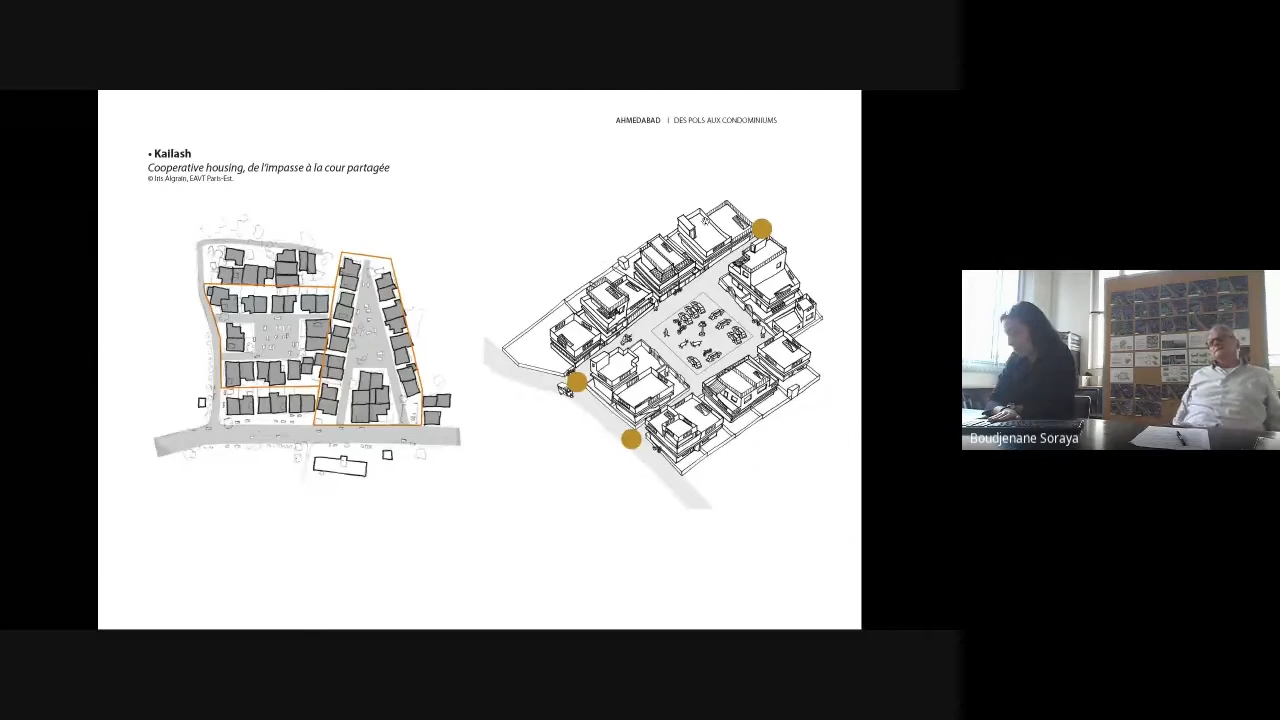 AHMEDABAD | DES POLS AUX CONDOMINIUMS
• Kailash
Cooperative housing, de l'impasse à la cour partagée
© Iris Algrain, EAVT Paris-Est.
Boudjenane Soraya